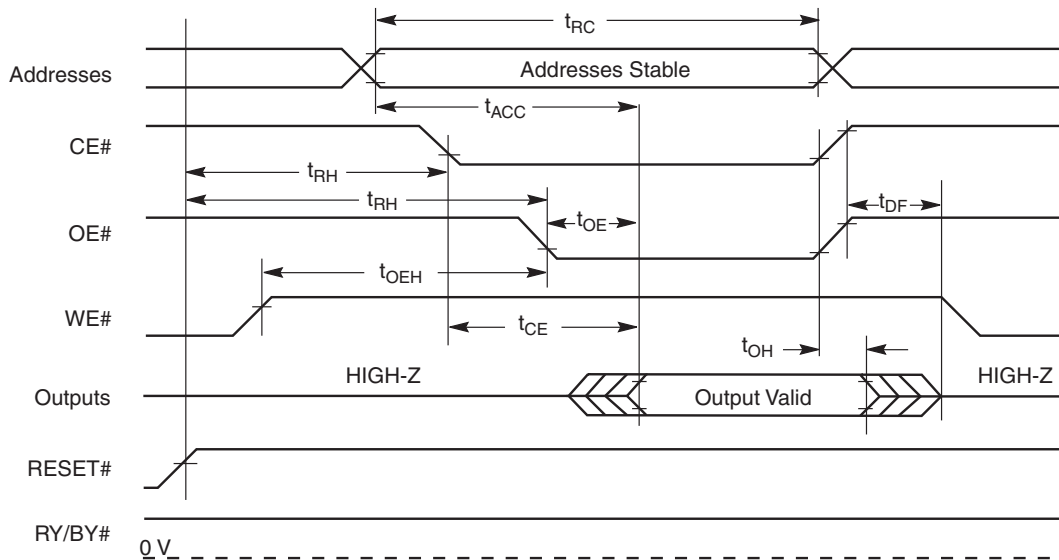 tRC
Addresses
Addresses Stable
tACC
CE#
tRH
tRH
tOE
tDF
OE#
tOEH
WE#
tCE
tOH
HIGH-Z
HIGH-Z
Outputs
Output Valid
RESET#
RY/BY#
0 V